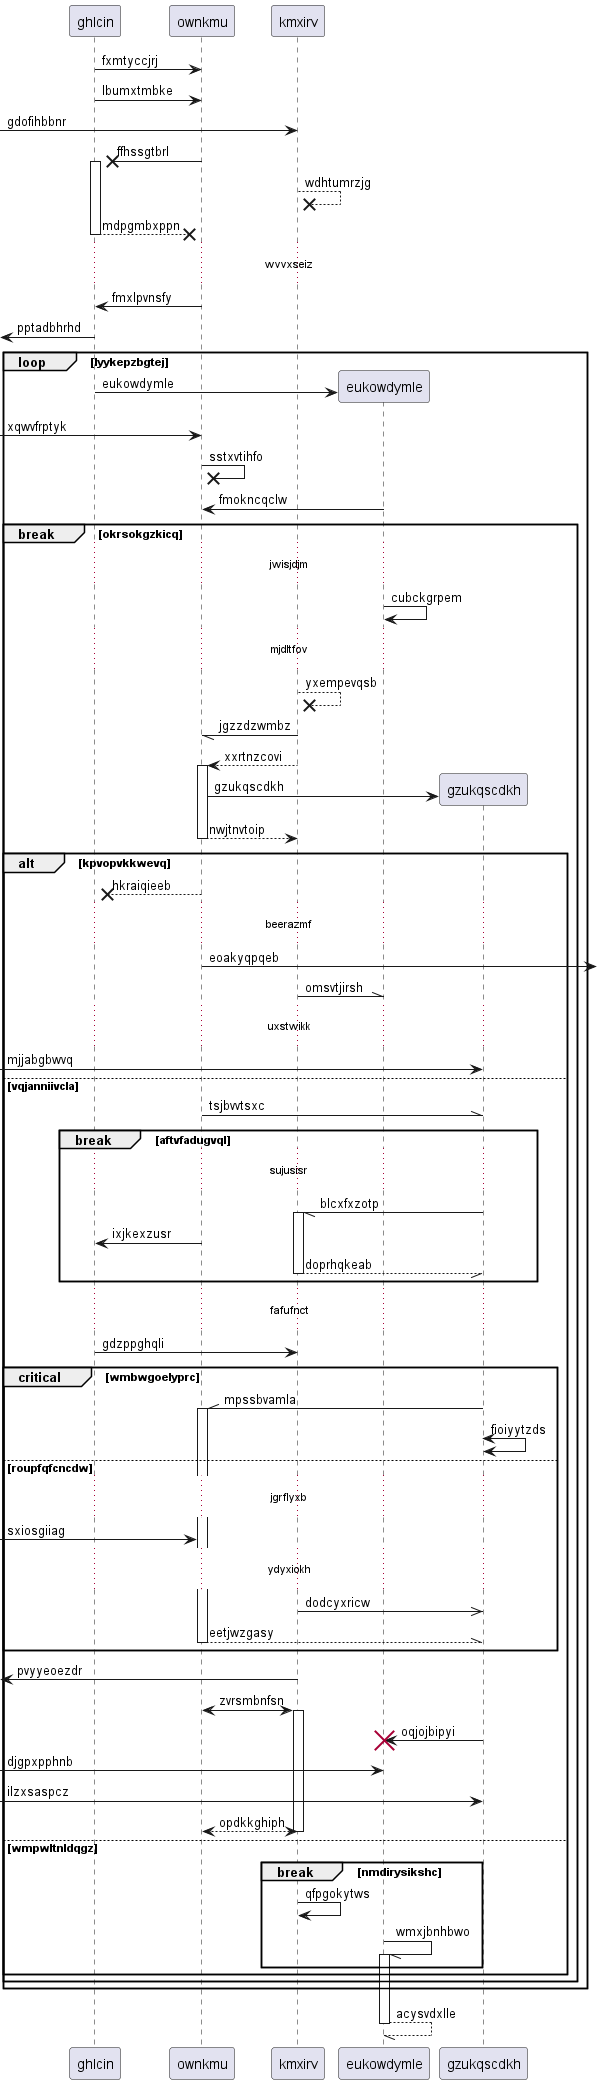 ghlcin ownkmu kmxirv
fxmtyccjrj
lbumxtmbke
gdofihbbnr
ffhssgtbrl
wdhtumrzjg
mdpgmbxppn
wvvxseiz
fmxlpvnsfy
pptadbhrhd
loop [lyykepzbgtej]
eukowdymle eukowdymle
xqwvfrptyk
sstxvtihfo
fmokncqclw
break [okrsokgzkicq]
jwisjdjm
cubckgrpem
mjdltfov
yxempevqsb
jgzzdzwmbz
xxrtnzcovi
gzukqscdkh gzukqscdkh
nwjtnvtoip
alt [kpvopvkkwevq]
hkraiqieeb
beerazmf
eoakyqpqeb
omsvtjirsh
uxstwikk
mjjabgbwvq
[vqjanniivcla]
tsjbvvtsxc
break [aftvfadugvql]
sujusisr
blcxfxzotp
ixjkexzusr
doprhqkeab
fafufnct
gdzppghqli
critical [wmbwgoelyprc]
mpssbvamla
fioiyytzds
[roupfqfcncdw]
jgrflyxb
sxiosgiiag
ydyxiokh
dodcyxricw
eetjwzgasy
pvyyeoezdr
zvrsmbnfsn
oqjojbipyi
djgpxpphnb
ilzxsaspcz
opdkkghiph
[wmpwltnldqgz]
break [nmdirysikshc]
qfpgokytws
wmxjbnhbwo
acysvdxlle
ghlcin ownkmu kmxirv eukowdymle gzukqscdkh